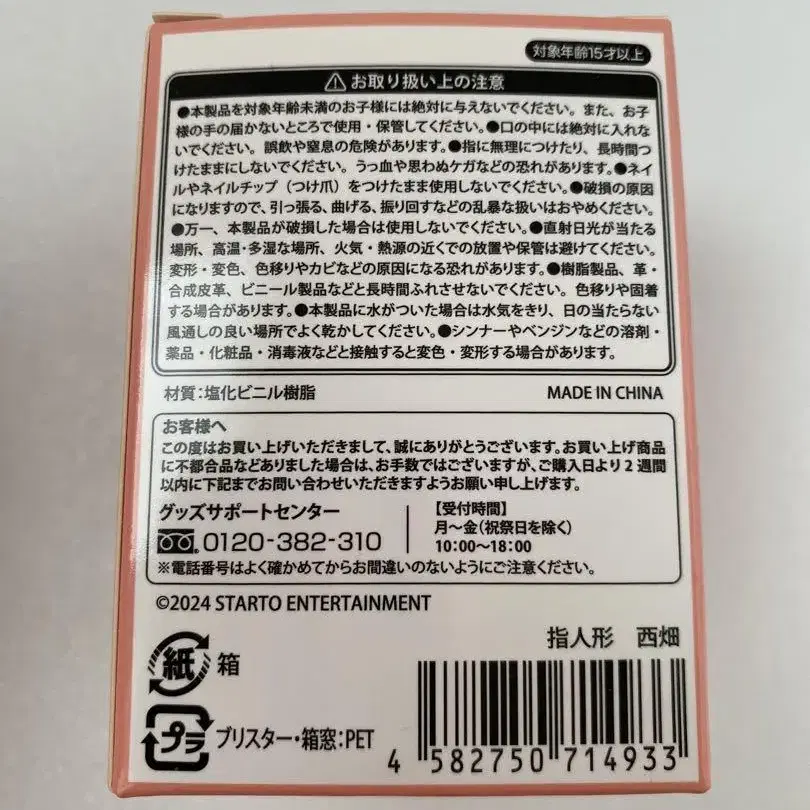 対象年齢15才以上
⚠お取り扱い上の注意
●本製品を対象年齢未満のお子様には絶対に与えないでください。また、お子
様の手の届かないところで使用・保管してください。●口の中には絶対に入れな
いでください。誤飲や窒息の危険があります。●指に無理につけたり、長時間つ
けたままにしないでください。うっ血や思わぬケガなどの恐れがあります。●ネイ
ルやネイルチップ（つけ爪）をつけたまま使用しないでください。●破損の原因
になりますので、引っ張る、曲げる、振り回すなどの乱暴な扱いはおやめください。
●万一、本製品が破損した場合は使用しないでください。●直射日光が当たる
場所、高温・多湿な場所、火気・熱源の近くでの放置や保管は避けてください。
変形・変色、色移りやカビなどの原因になる恐れがあります。●樹脂製品、革・
合成皮革、ビニール製品などと長時間ふれさせないでください。色移りや固着
する場合があります。●本製品に水がついた場合は水気をきり、日の当たらない
風通しの良い場所でよく乾かしてください。●シンナーやベンジンなどの溶剤・
薬品・化粧品・消毒液などと接触すると変色・変形する場合があります。
材質：塩化ビニル樹脂 MADE IN CHINA
お客様へ
この度はお買い上げいただきまして、誠にありがとうございます。お買い上げ商品
に不都合品などありました場合は、お手数ではございますが、ご購入日より2週間
以内に下記までお問い合わせいただきますようお願い申し上げます。
グッズサポートセンター
0120-382-310
【受付時間】
月〜金（祝祭日を除く）
10:00〜18:00
※電話番号はよく確かめてからお間違いのないようにご注意ください。
©2024 STARTO ENTERTAINMENT
指人形 西畑
紙 箱
プラ ブリスター・箱窓：PET
4 582750 714933